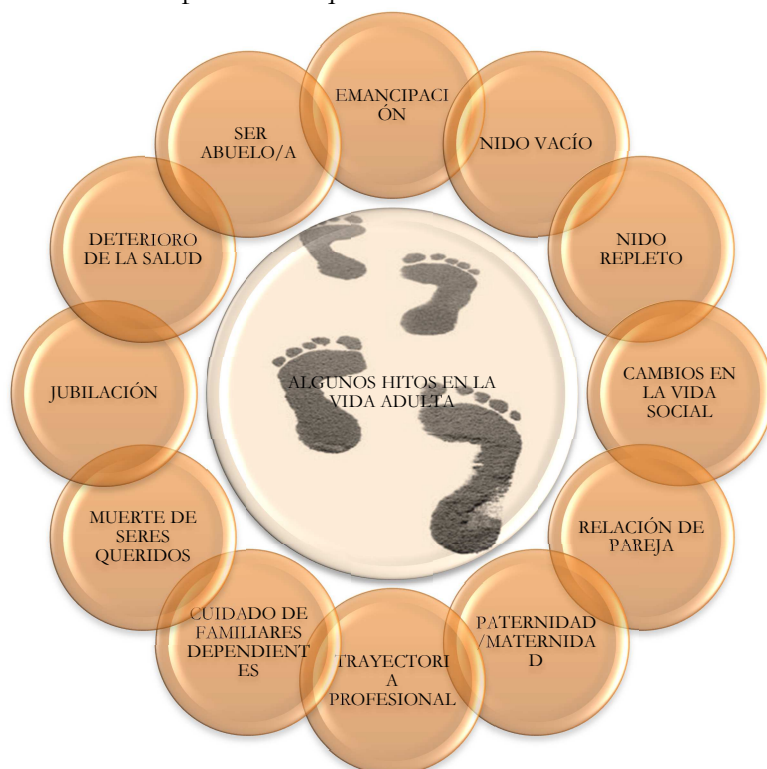 EMANCIPACI
ÓN
NIDO VACÍO
NIDO
REPLETO
CAMBIOS EN
LA VIDA
SOCIAL
RELACIÓN DE
PAREJA
PATERNIDAD
/MATERNIDA
D
TRAYECTORI
A
PROFESIONAL
CUIDADO DE
FAMILIARES
DEPENDIENT
ES
MUERTE DE
SERES
QUERIDOS
JUBILACIÓN
DETERIORO
DE LA SALUD
SER
ABUELO/A
ALGUNOS HITOS EN LA
VIDA ADULTA